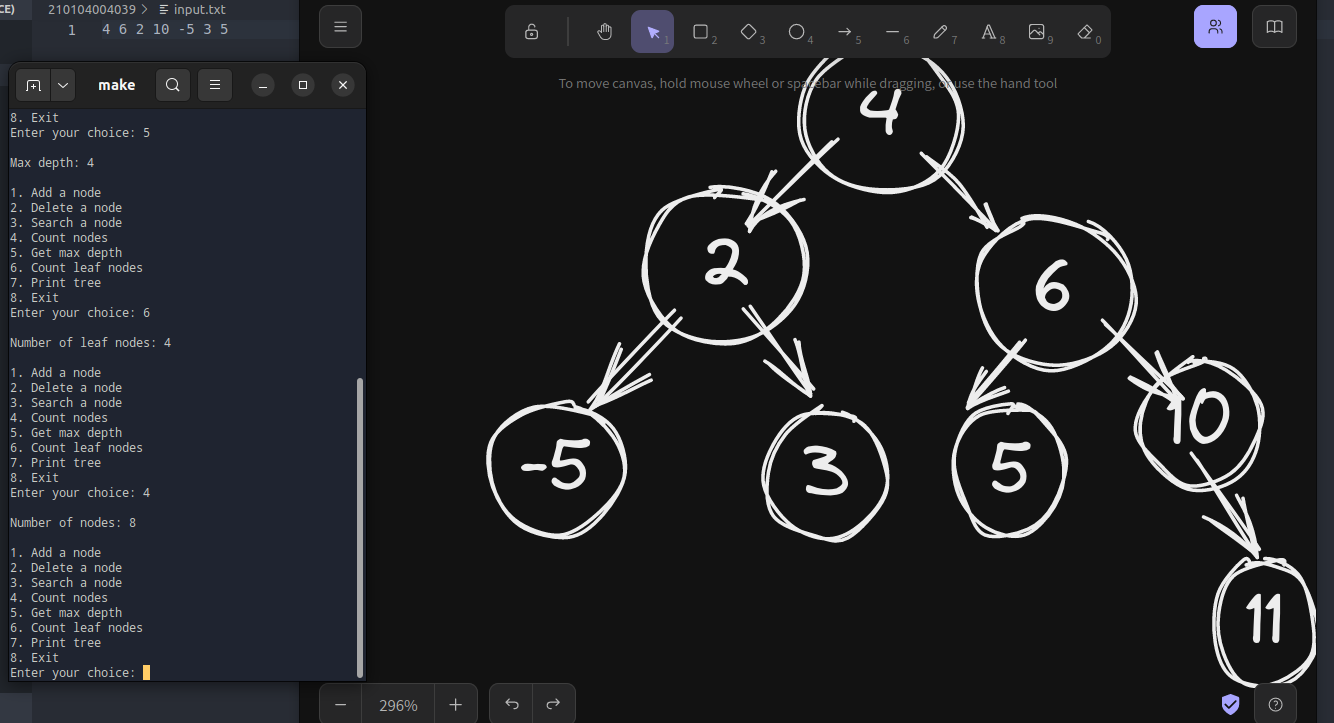 CE)
210104004039 > input.txt
1 4 6 2 10 -5 3 5
make
8. Exit
Enter your choice: 5
Max depth: 4
1. Add a node
2. Delete a node
3. Search a node
4. Count nodes
5. Get max depth
6. Count leaf nodes
7. Print tree
8. Exit
Enter your choice: 6
Number of leaf nodes: 4
1. Add a node
2. Delete a node
3. Search a node
4. Count nodes
5. Get max depth
6. Count leaf nodes
7. Print tree
8. Exit
Enter your choice: 4
Number of nodes: 8
1. Add a node
2. Delete a node
3. Search a node
4. Count nodes
5. Get max depth
6. Count leaf nodes
7. Print tree
8. Exit
Enter your choice:
1 2 3 4 5 6 7 A 8 9 0
To move canvas, hold mouse wheel or spacebar while dragging, or use the hand tool
4
2
6
-5
3
5
10
11
296%